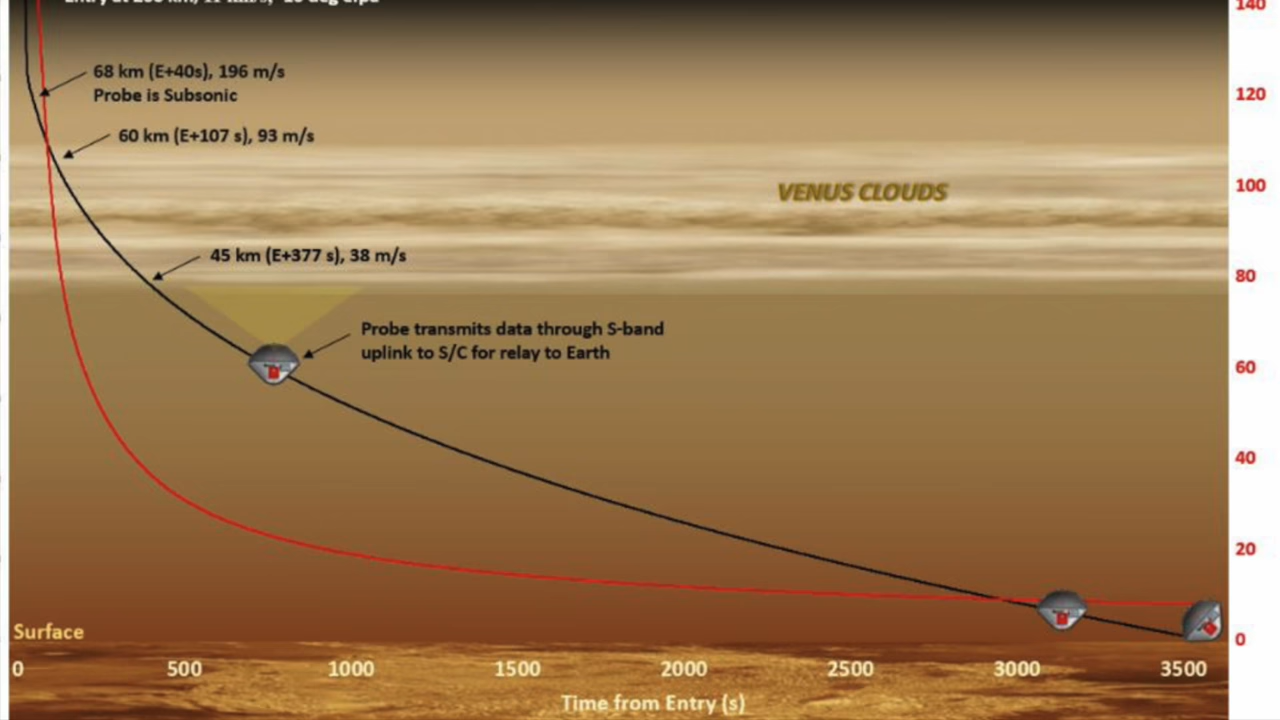 140
68 km (E+40s), 196 m/s
Probe is Subsonic
120
60 km (E+107 s), 93 m/s
VENUS CLOUDS
100
45 km (E+377 s), 38 m/s
80
Probe transmits data through S-band
uplink to S/C for relay to Earth
60
40
20
Surface
0
0 500 1000 1500 2000 2500 3000 3500
Time from Entry (s)